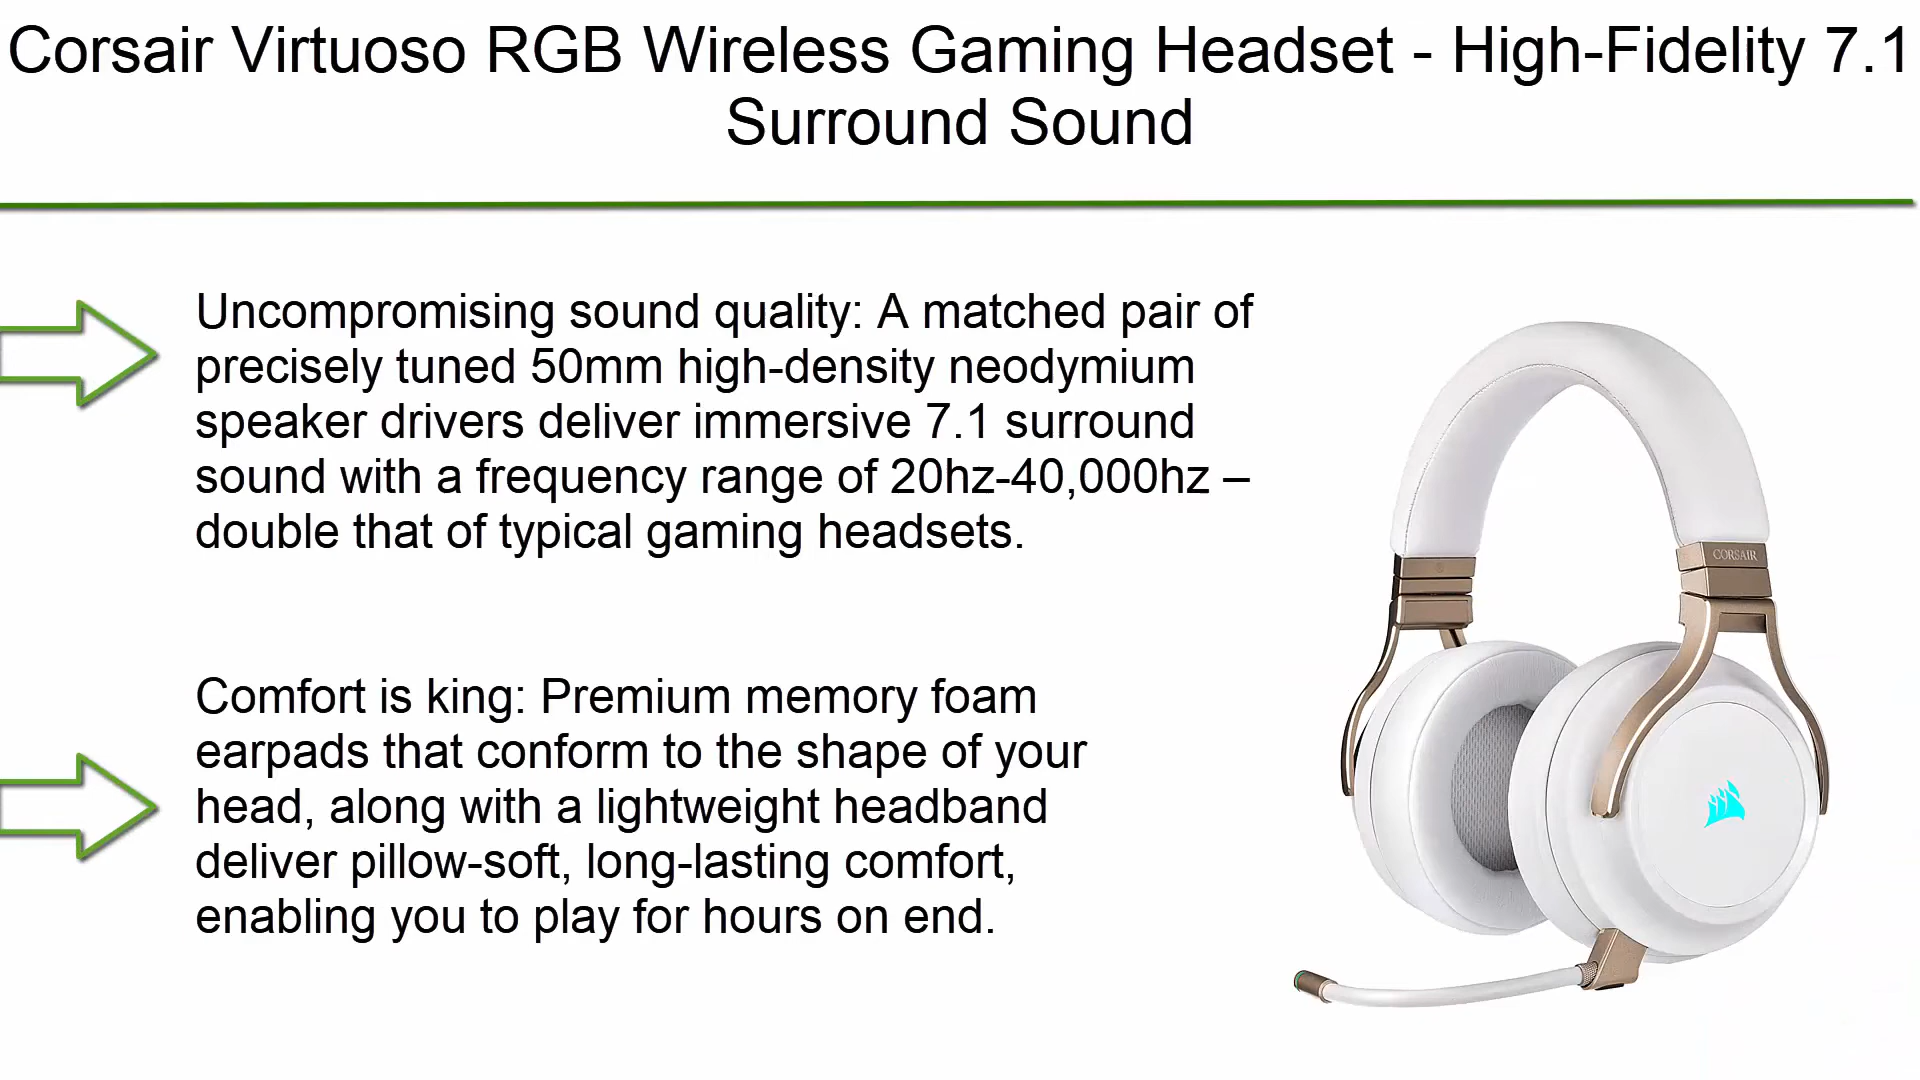 Corsair Virtuoso RGB Wireless Gaming Headset - High-Fidelity 7.1
Surround Sound
Uncompromising sound quality: A matched pair of
precisely tuned 50mm high-density neodymium
speaker drivers deliver immersive 7.1 surround
sound with a frequency range of 20hz-40,000hz –
double that of typical gaming headsets.
Comfort is king: Premium memory foam
earpads that conform to the shape of your
head, along with a lightweight headband
deliver pillow-soft, long-lasting comfort,
enabling you to play for hours on end.
CORSAIR